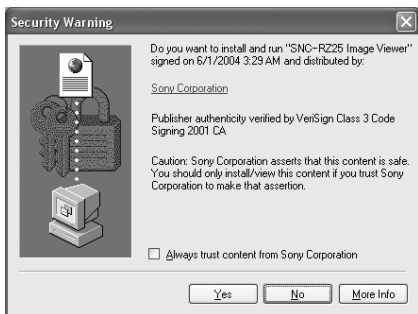 Security Warning
Do you want to install and run "SNC-RZ25 Image Viewer"
signed on 6/1/2004 3:29 AM and distributed by:
Sony Corporation
Publisher authenticity verified by VeriSign Class 3 Code
Signing 2001 CA
Caution: Sony Corporation asserts that this content is safe.
You should only install/view this content if you trust Sony
Corporation to make that assertion.
Always trust content from Sony Corporation
Yes No More Info